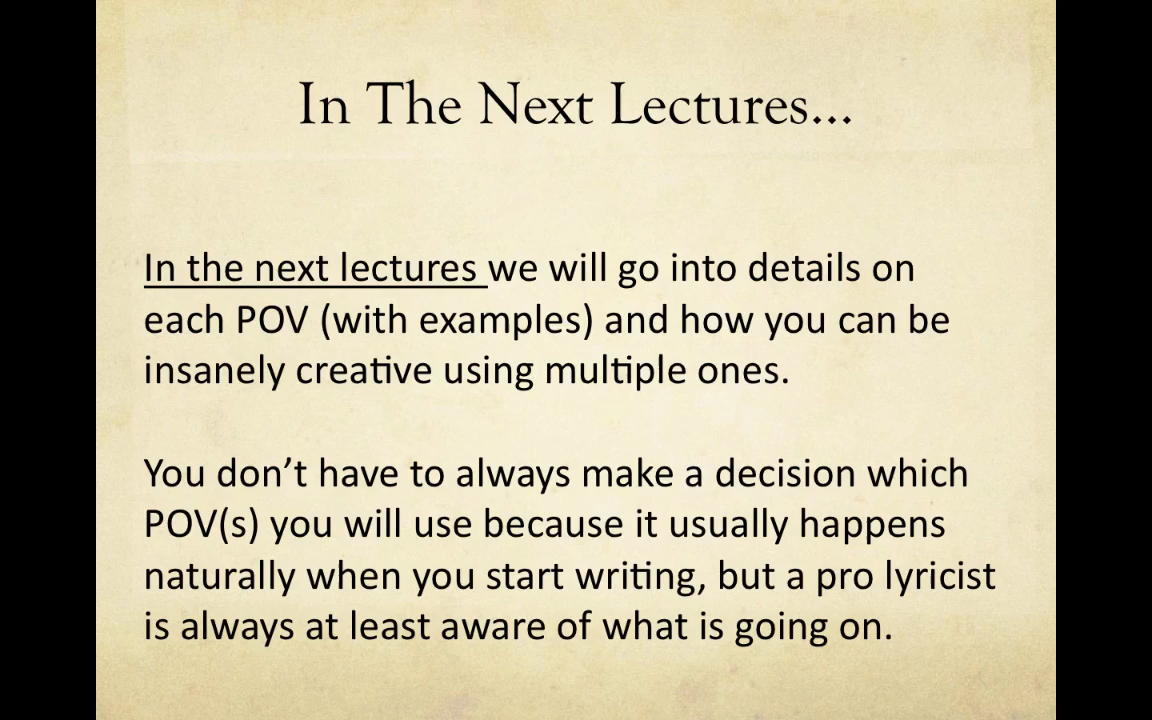 In The Next Lectures...
In the next lectures we will go into details on
each POV (with examples) and how you can be
insanely creative using multiple ones.
You don’t have to always make a decision which
POV(s) you will use because it usually happens
naturally when you start writing, but a pro lyricist
is always at least aware of what is going on.